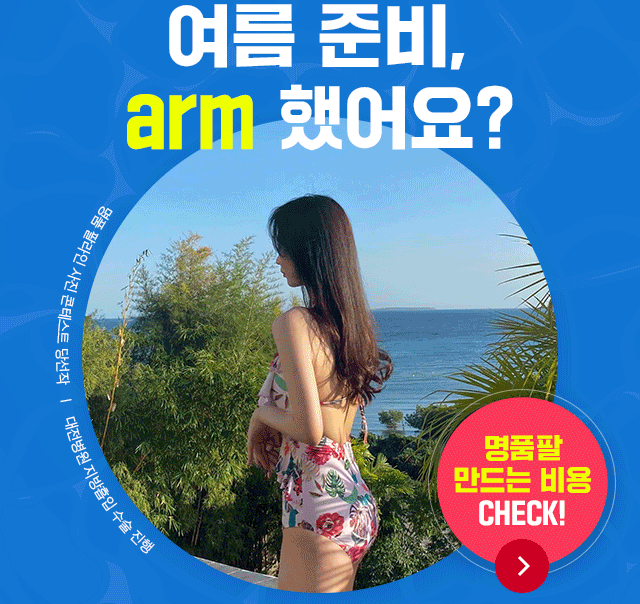 여름 준비,
arm 했어요?
명품 팔라인 사진 콘테스트 당선자 ㅣ 대전병원 지방흡입 수술 진행
명품팔
만드는 비용
CHECK!